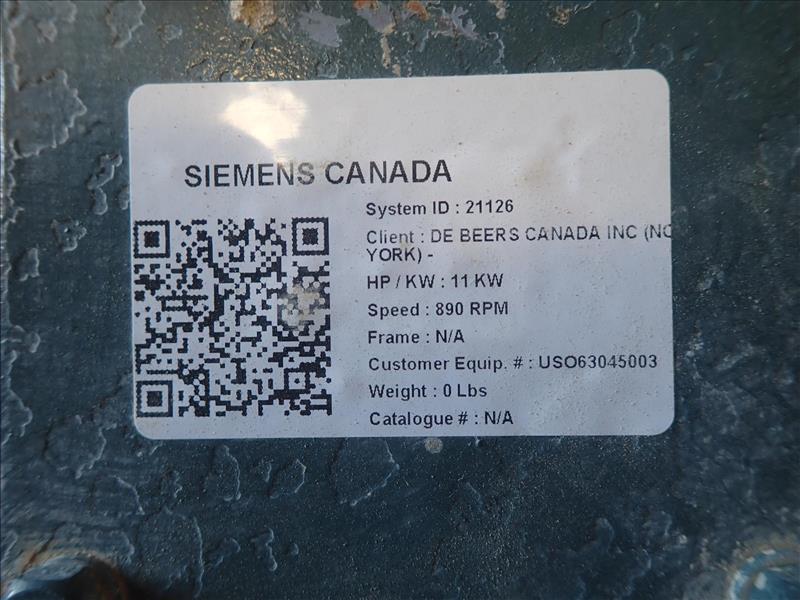 SIEMENS CANADA
System ID : 21126
Client : DE BEERS CANADA INC (NO
YORK) -
HP / KW : 11 KW
Speed : 890 RPM
Frame : N/A
Customer Equip. # : USO63045003
Weight : 0 Lbs
Catalogue # : N/A